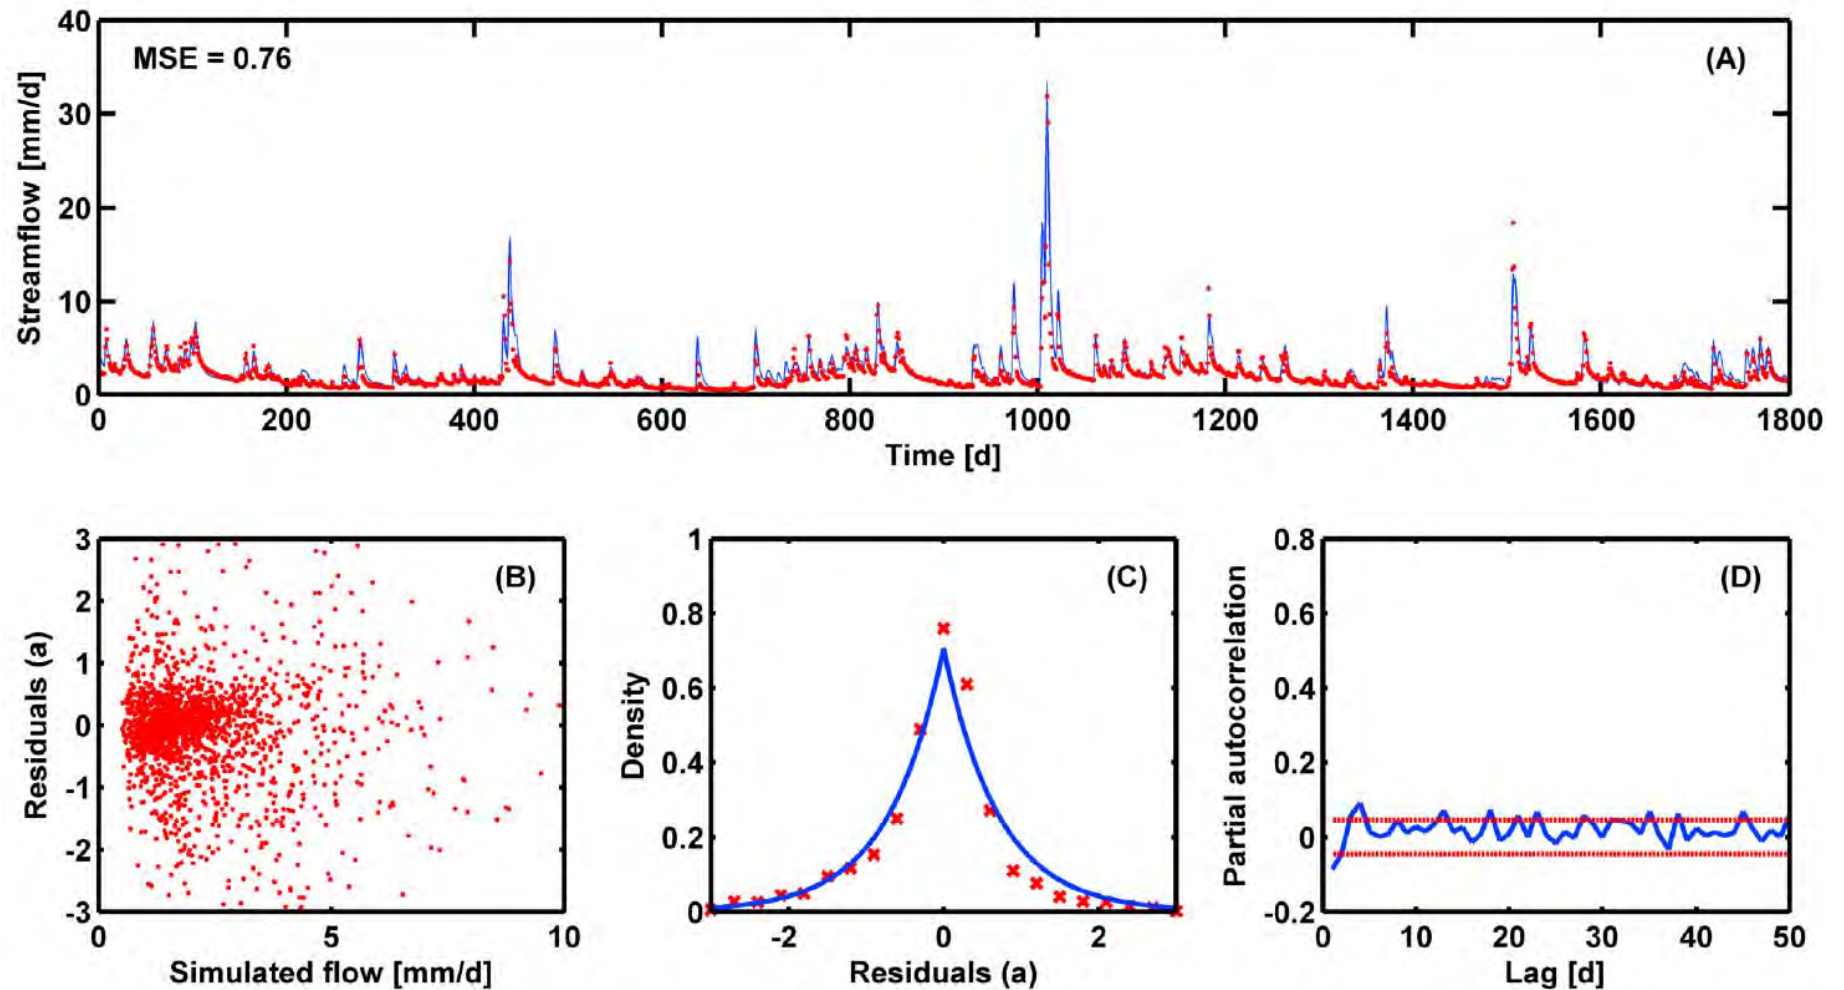 40
30
20
10
0
Streamflow [mm/d]
MSE = 0.76
(A)
0 200 400 600 800 1000 1200 1400 1600 1800
Time [d]
3
2
1
0
-1
-2
-3
Residuals (a)
(B)
0 5 10
Simulated flow [mm/d]
1
0.8
0.6
0.4
0.2
0
Density
(C)
-2 0 2
Residuals (a)
0.8
0.6
0.4
0.2
0
-0.2
Partial autocorrelation
(D)
0 10 20 30 40 50
Lag [d]